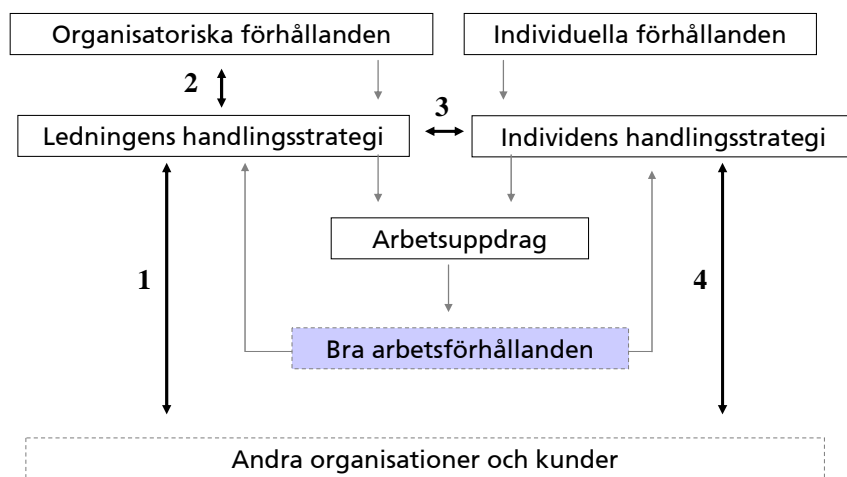 Organisatoriska förhållanden
Individuella förhållanden
2
3
Ledningens handlingsstrategi
Individens handlingsstrategi
Arbetsuppdrag
1
4
Bra arbetsförhållanden
Andra organisationer och kunder